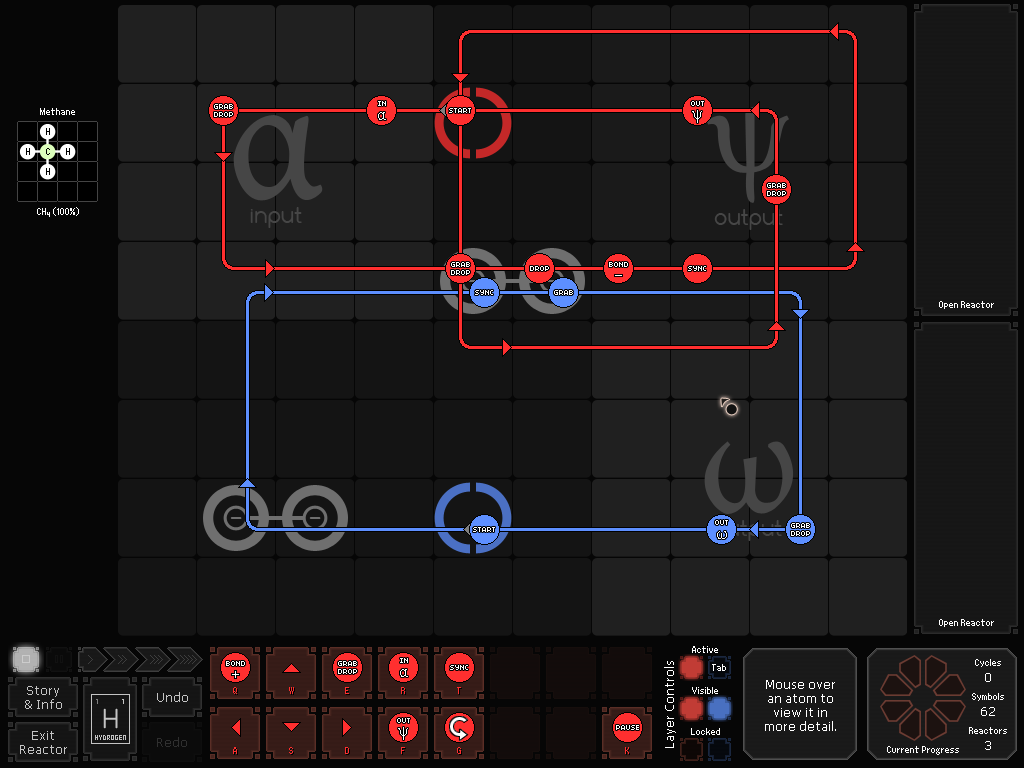 Methane
H
H C H
H
CH₄ (100%)
GRAB DROP
IN α
START
OUT ψ
α
input
ψ
output
GRAB DROP
GRAB DROP
DROP
BOND −
SYNC
SYNC
GRAB
Open Reactor
ω
START
OUT ω
GRAB DROP
Open Reactor
Story & Info
Exit Reactor
1 1
H
HYDROGEN
Undo
Redo
BOND +
Q
W
GRAB DROP
E
IN α
R
SYNC
T
A
S
D
OUT ψ
F
G
PAUSE
K
Layer Controls
Active
Tab
Visible
Locked
Mouse over
an atom to
view it in
more detail.
Cycles
0
Symbols
62
Reactors
3
Current Progress